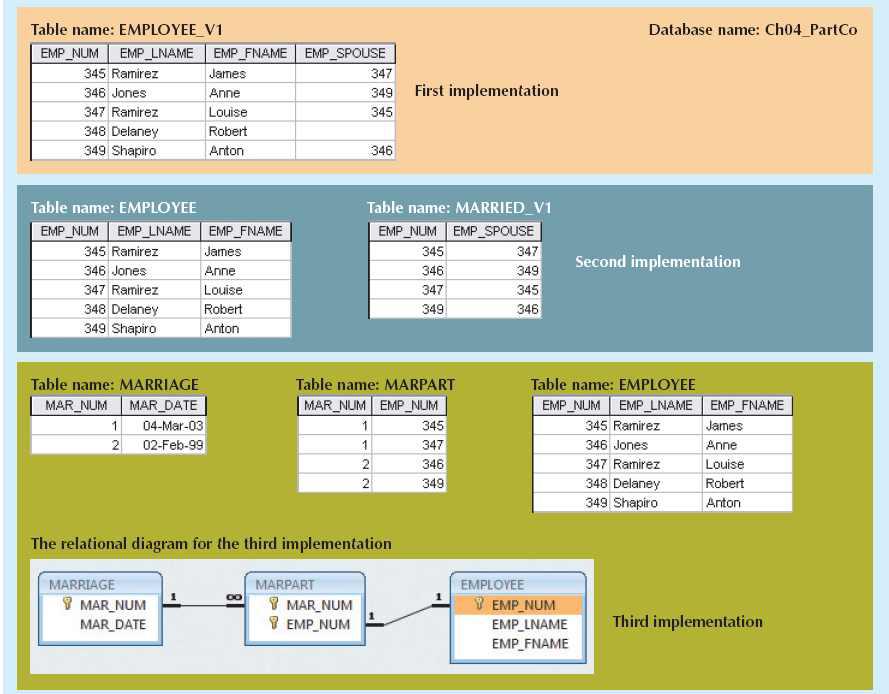 Table name: EMPLOYEE_V1
Database name: Ch04_PartCo
EMP_NUM EMP_LNAME EMP_FNAME EMP_SPOUSE
345 Ramirez James 347
346 Jones Anne 349
347 Ramirez Louise 345
348 Delaney Robert
349 Shapiro Anton 346
First implementation
Table name: EMPLOYEE
EMP_NUM EMP_LNAME EMP_FNAME
345 Ramirez James
346 Jones Anne
347 Ramirez Louise
348 Delaney Robert
349 Shapiro Anton
Table name: MARRIED_V1
EMP_NUM EMP_SPOUSE
345 347
346 349
347 345
349 346
Second implementation
Table name: MARRIAGE
MAR_NUM MAR_DATE
1 04-Mar-03
2 02-Feb-99
Table name: MARPART
MAR_NUM EMP_NUM
1 345
1 347
2 346
2 349
Table name: EMPLOYEE
EMP_NUM EMP_LNAME EMP_FNAME
345 Ramirez James
346 Jones Anne
347 Ramirez Louise
348 Delaney Robert
349 Shapiro Anton
The relational diagram for the third implementation
MARRIAGE
MAR_NUM
MAR_DATE
1 ∞
MARPART
MAR_NUM
EMP_NUM
1 1
EMPLOYEE
EMP_NUM
EMP_LNAME
EMP_FNAME
Third implementation